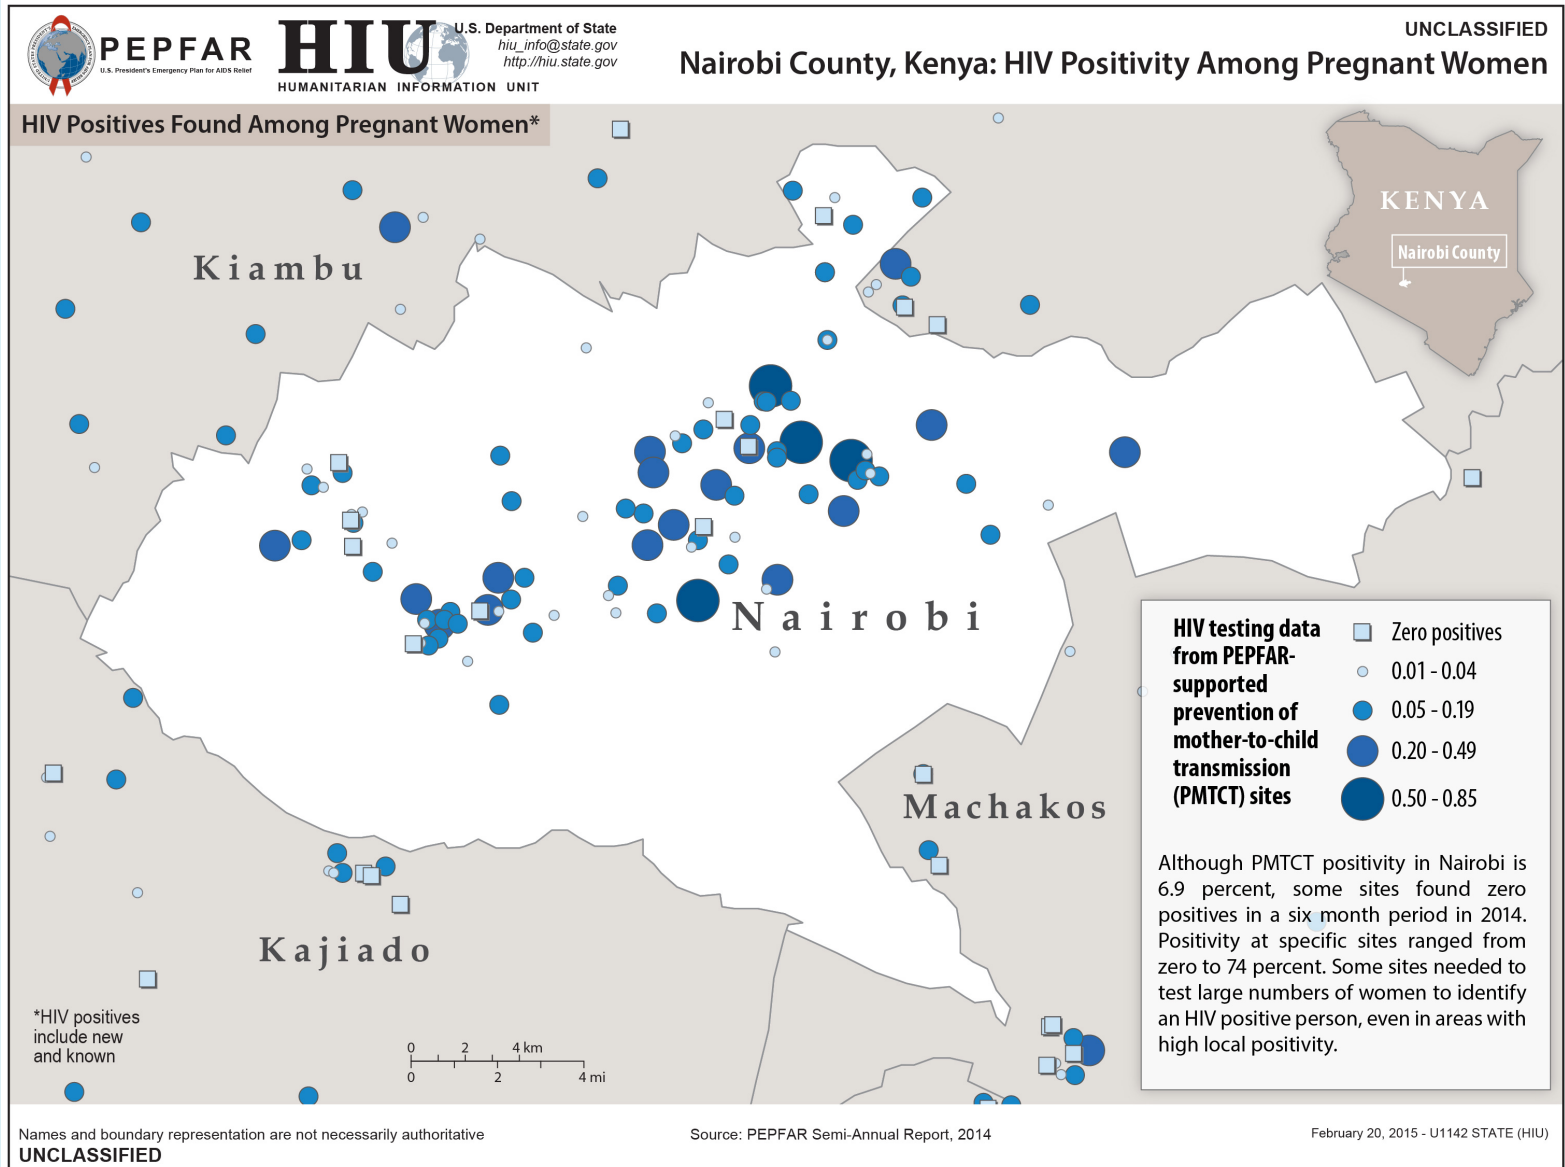 PEPFAR
U.S. President's Emergency Plan for AIDS Relief
HIU
HUMANITARIAN INFORMATION UNIT
U.S. Department of State
hiu_info@state.gov
http://hiu.state.gov
UNCLASSIFIED
Nairobi County, Kenya: HIV Positivity Among Pregnant Women
HIV Positives Found Among Pregnant Women*
KENYA
Nairobi County
Kiambu
Nairobi
Machakos
Kajiado
HIV testing data
from PEPFAR-
supported
prevention of
mother-to-child
transmission
(PMTCT) sites
Zero positives
0.01 - 0.04
0.05 - 0.19
0.20 - 0.49
0.50 - 0.85
Although PMTCT positivity in Nairobi is
6.9 percent, some sites found zero
positives in a six month period in 2014.
Positivity at specific sites ranged from
zero to 74 percent. Some sites needed to
test large numbers of women to identify
an HIV positive person, even in areas with
high local positivity.
*HIV positives
include new
and known
0 2 4 km
0 2 4 mi
Names and boundary representation are not necessarily authoritative
UNCLASSIFIED
Source: PEPFAR Semi-Annual Report, 2014
February 20, 2015 - U1142 STATE (HIU)